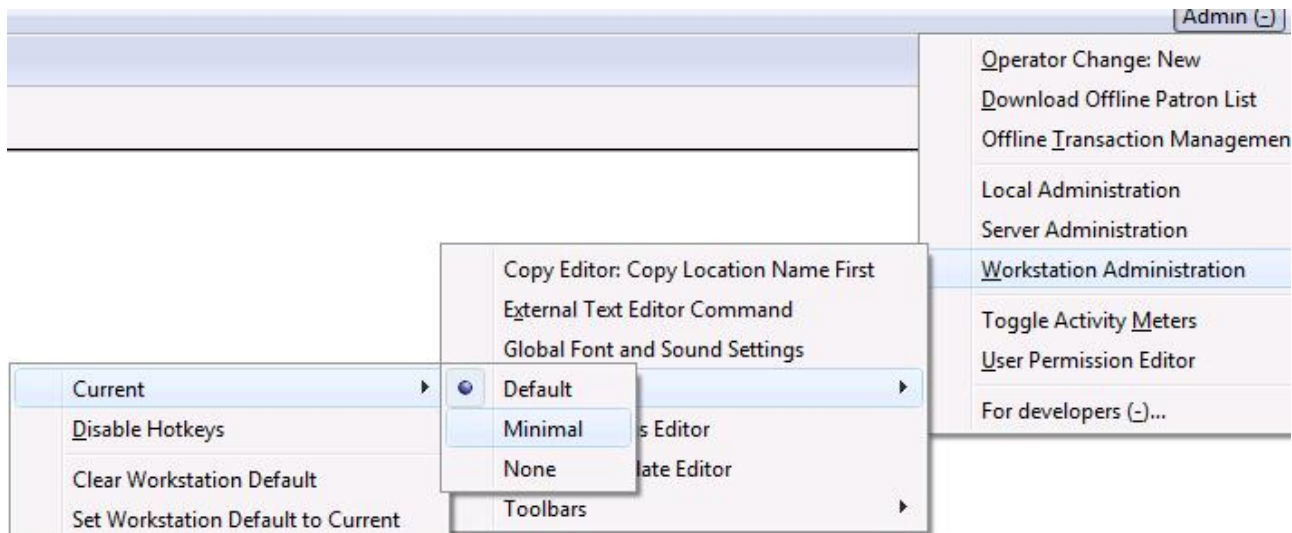 Admin (-)
Operator Change: New
Download Offline Patron List
Offline Transaction Managemen
Local Administration
Server Administration
Workstation Administration
Toggle Activity Meters
User Permission Editor
For developers (-)...
Copy Editor: Copy Location Name First
External Text Editor Command
Global Font and Sound Settings
s Editor
late Editor
Toolbars
Current
Disable Hotkeys
Clear Workstation Default
Set Workstation Default to Current
Default
Minimal
None